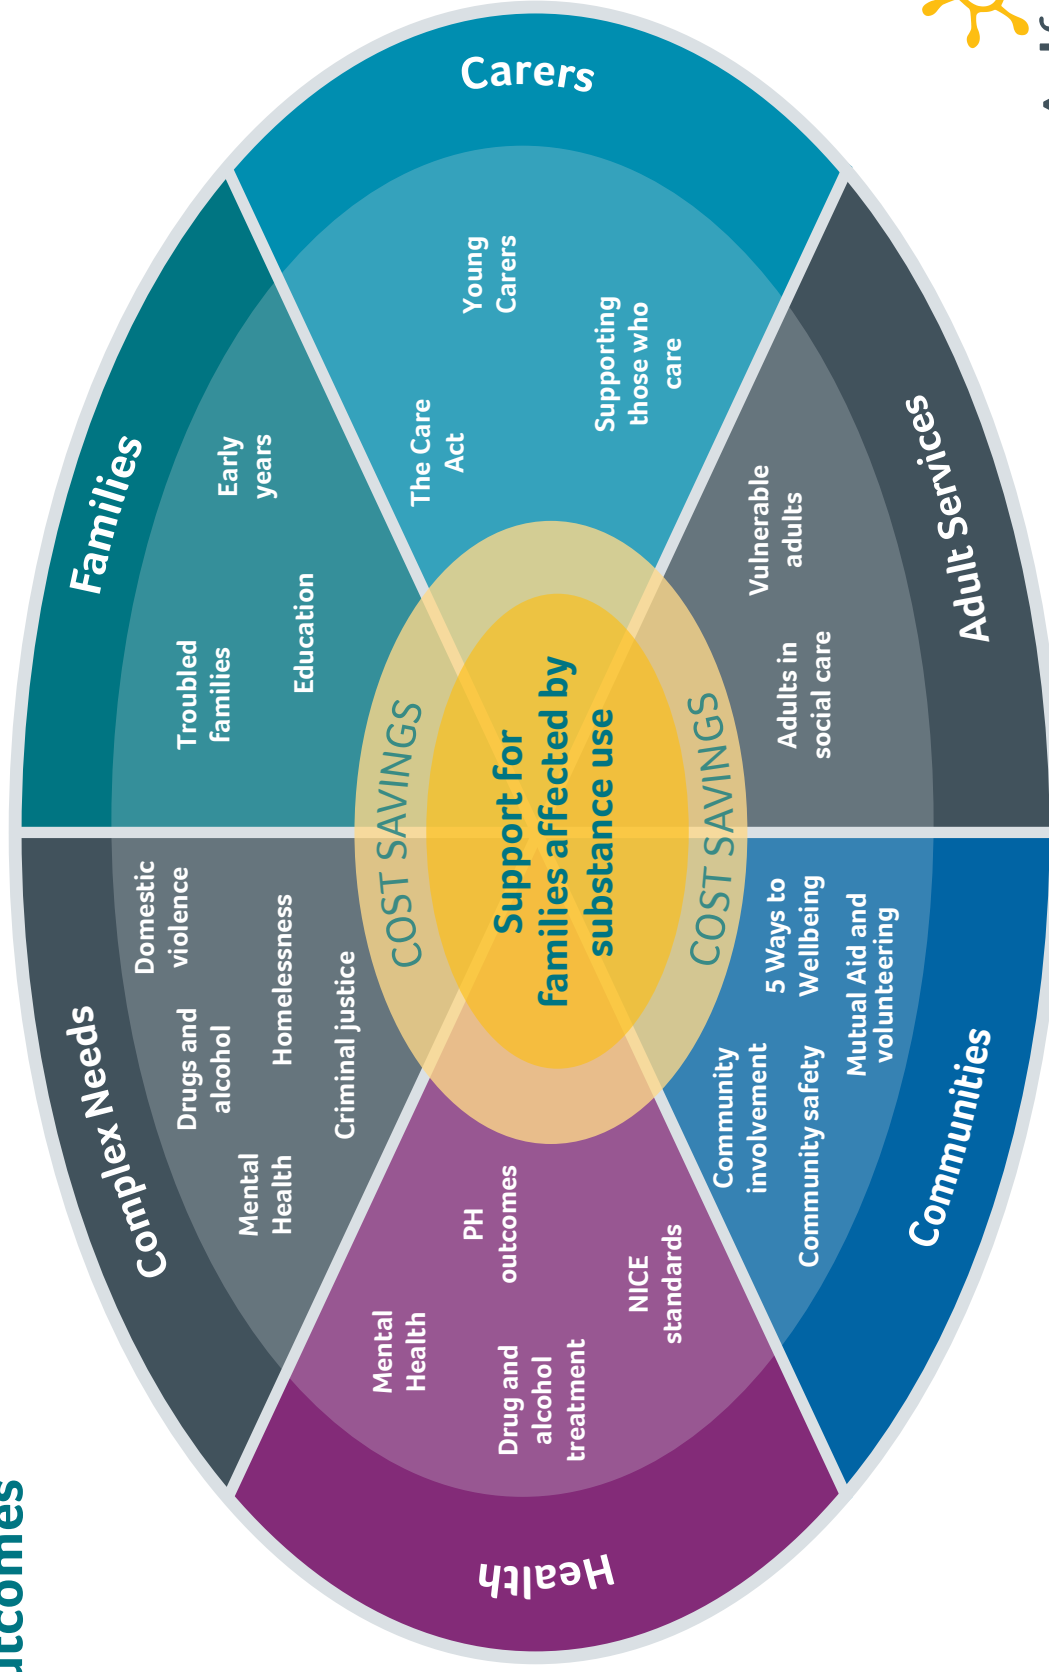 Complex Needs
Domestic
violence
Drugs and
alcohol
Mental
Health
Homelessness
Criminal justice
Families
Troubled
families
Early
years
Education
Carers
The Care
Act
Young
Carers
Supporting
those who
care
Adult Services
Vulnerable
adults
Adults in
social care
Communities
5 Ways to
Wellbeing
Community
involvement
Community safety
Mutual Aid and
volunteering
Health
Mental
Health
PH
outcomes
Drug and
alcohol
treatment
NICE
standards
COST SAVINGS
Support for
families affected by
substance use
COST SAVINGS